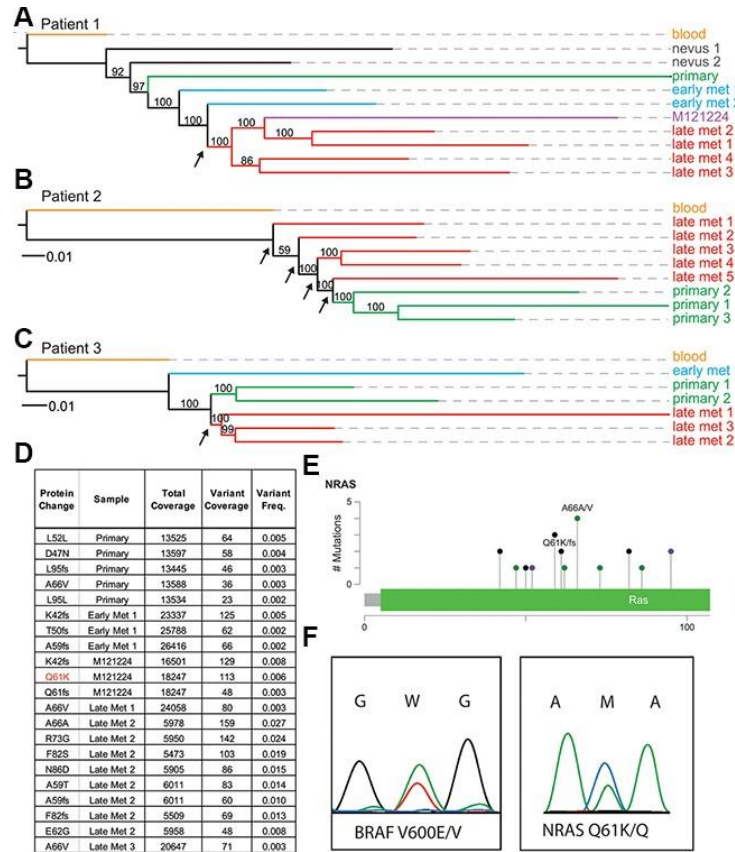 A
Patient 1
blood
nevus 1
nevus 2
primary
early met
early met
M121224
late met 2
late met 1
late met 4
late met 3
92
97
100
100
100
100
100
86
B
Patient 2
0.01
blood
late met 1
late met 2
late met 3
late met 4
late met 5
primary 2
primary 1
primary 3
59
100
100
100
100
100
C
Patient 3
0.01
blood
early met
primary 1
primary 2
late met 1
late met 3
late met 2
100
100
100
99
D
Protein Change Sample Total Coverage Variant Coverage Variant Freq.
L52L Primary 13525 64 0.005
D47N Primary 13597 58 0.004
L95fs Primary 13445 46 0.003
A66V Primary 13588 36 0.003
L95L Primary 13534 23 0.002
K42fs Early Met 1 23337 125 0.005
T50fs Early Met 1 25788 62 0.002
A59fs Early Met 1 26416 66 0.002
K42fs M121224 16501 129 0.008
Q61K M121224 18247 113 0.006
Q61fs M121224 18247 48 0.003
A66V Late Met 1 24058 80 0.003
A66A Late Met 2 5978 159 0.027
R73G Late Met 2 5950 142 0.024
F82S Late Met 2 5473 103 0.019
N86D Late Met 2 5905 86 0.015
A59T Late Met 2 6011 83 0.014
A59fs Late Met 2 6011 60 0.010
F82fs Late Met 2 5509 69 0.013
E62G Late Met 2 5958 48 0.008
A66V Late Met 3 20647 71 0.003
E
NRAS
# Mutations
5
0
A66A/V
Q61K/fs
Ras
0
100
F
G W G
BRAF V600E/V
A M A
NRAS Q61K/Q